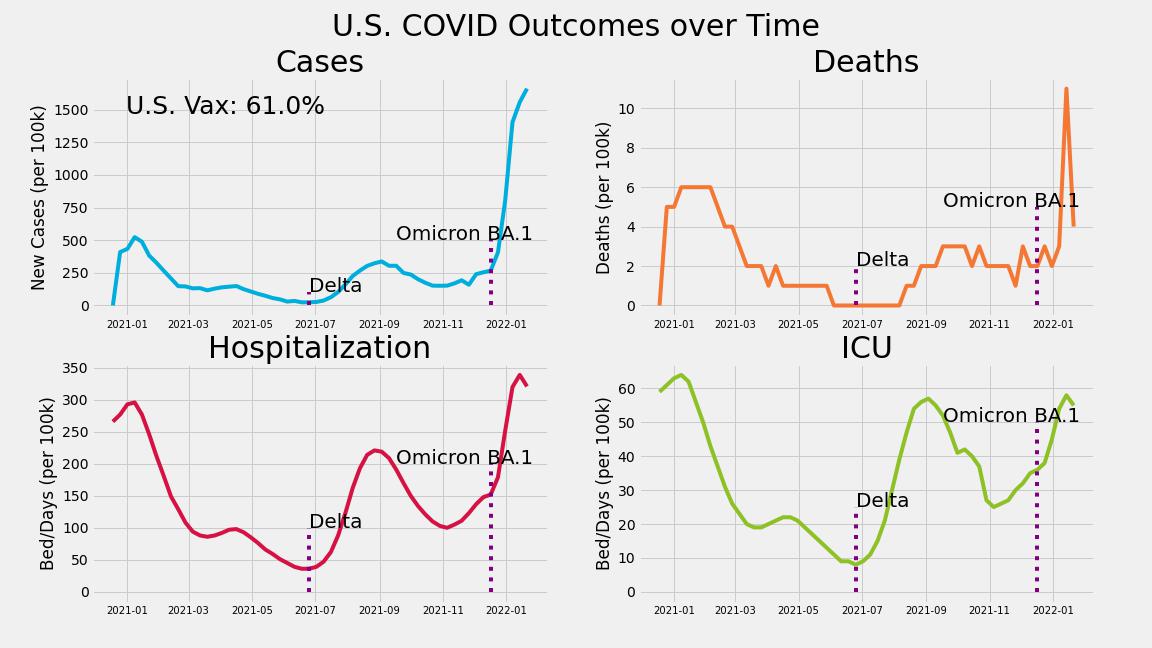 U.S. COVID Outcomes over Time
Cases
New Cases (per 100k)
1500
1250
1000
750
500
250
0
U.S. Vax: 61.0%
Omicron BA.1
Delta
2021-01 2021-03 2021-05 2021-07 2021-09 2021-11 2022-01
Deaths
Deaths (per 100k)
10
8
6
4
2
0
Omicron BA.1
Delta
2021-01 2021-03 2021-05 2021-07 2021-09 2021-11 2022-01
Hospitalization
Bed/Days (per 100k)
350
300
250
200
150
100
50
0
Omicron BA.1
Delta
2021-01 2021-03 2021-05 2021-07 2021-09 2021-11 2022-01
ICU
Bed/Days (per 100k)
60
50
40
30
20
10
0
Omicron BA.1
Delta
2021-01 2021-03 2021-05 2021-07 2021-09 2021-11 2022-01